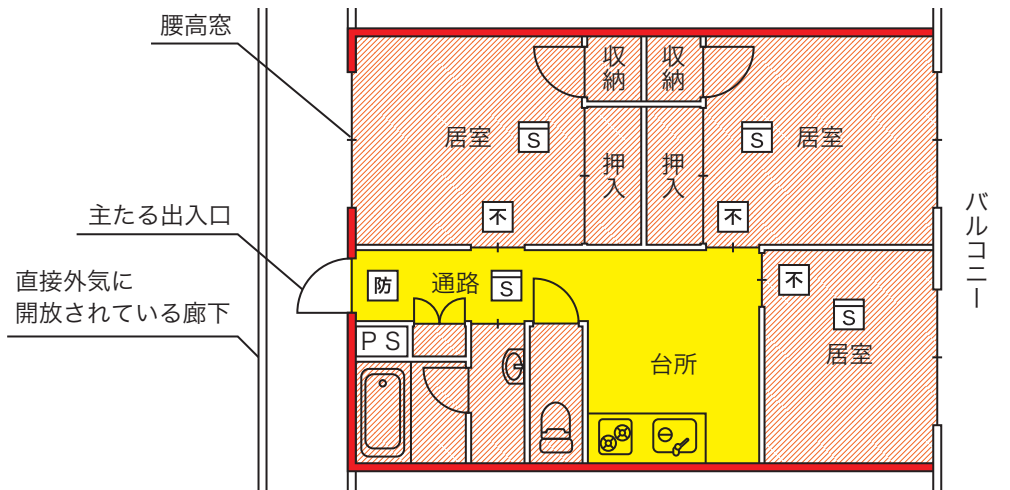 腰高窓
主たる出入口
直接外気に
開放されている廊下
収納
収納
居室
S
押入
押入
S
居室
不
不
バルコニー
防
通路
S
不
S
居室
PS
台所